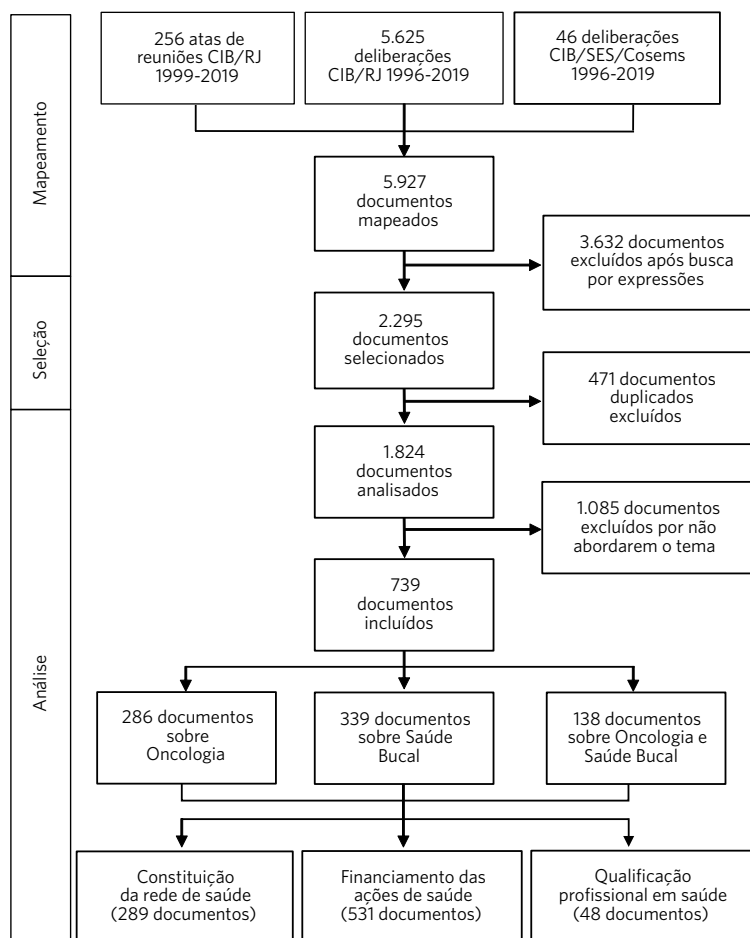 Mapeamento
256 atas de
reuniões CIB/RJ
1999-2019
5.625
deliberações
CIB/RJ 1996-2019
46 deliberações
CIB/SES/Cosems
1996-2019
5.927
documentos
mapeados
3.632 documentos
excluídos após busca
por expressões
Seleção
2.295
documentos
selecionados
471 documentos
duplicados
excluídos
Análise
1.824
documentos
analisados
1.085 documentos
excluídos por não
abordarem o tema
739
documentos
incluídos
286 documentos
sobre
Oncologia
339 documentos
sobre Saúde
Bucal
138 documentos
sobre Oncologia e
Saúde Bucal
Constituição
da rede de saúde
(289 documentos)
Financiamento das
ações de saúde
(531 documentos)
Qualificação
profissional em saúde
(48 documentos)